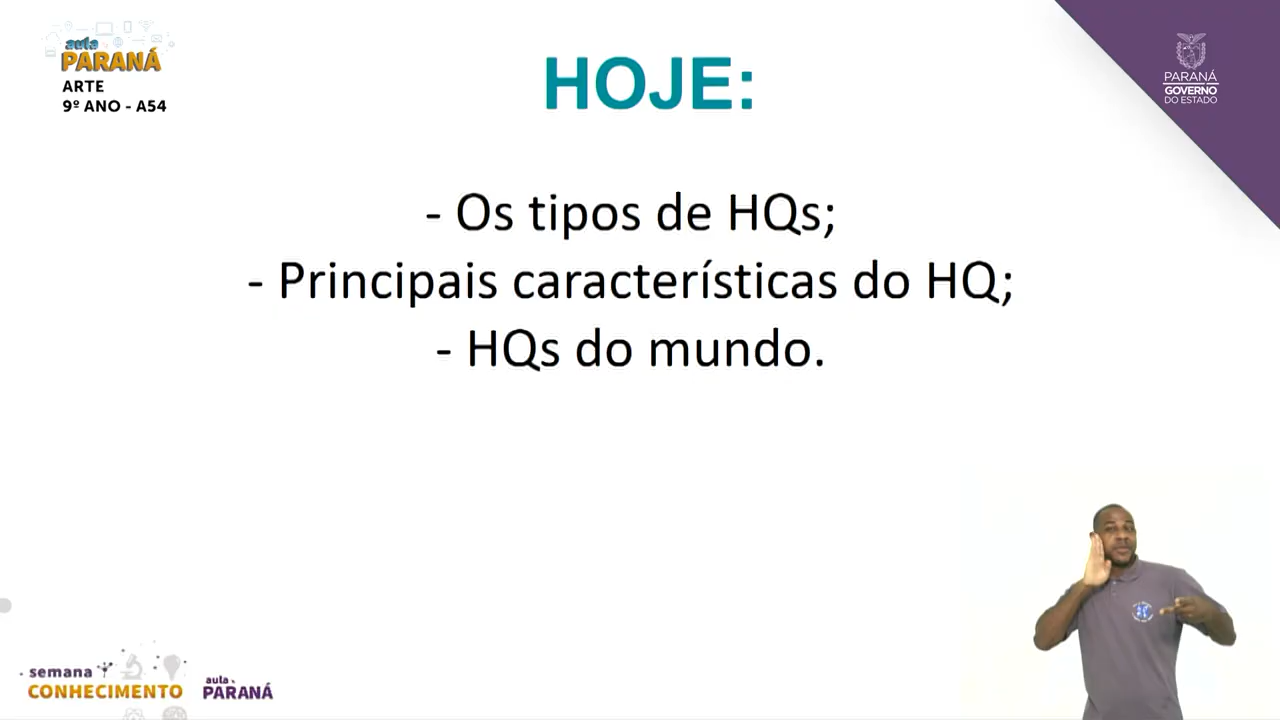 aula
PARANÁ
ARTE
9º ANO - A54
HOJE:
PARANÁ
GOVERNO
DO ESTADO
- Os tipos de HQs;
- Principais características do HQ;
- HQs do mundo.
semana
CONHECIMENTO
aula
PARANÁ